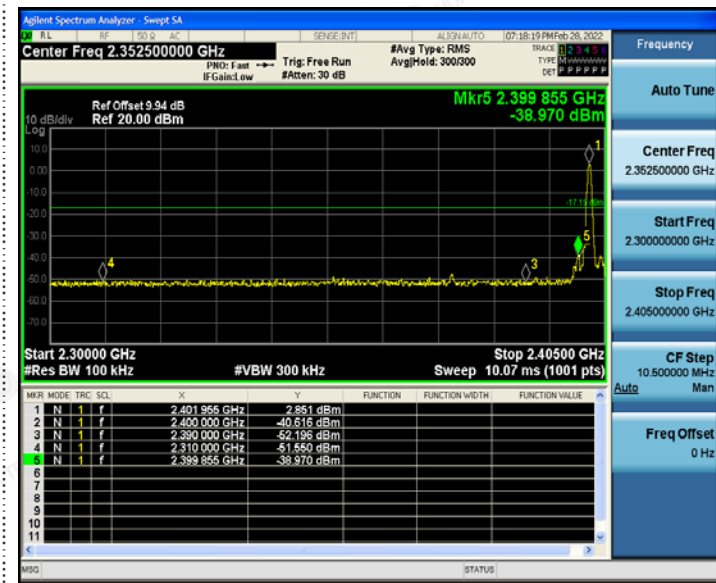 Agilent Spectrum Analyzer - Swept SA
RL RF 50 Ω AC SENSE:INT ALIGN AUTO 07:18:19 PM Feb 28, 2022
Center Freq 2.352500000 GHz
PNO: Fast
IFGain:Low
Trig: Free Run
#Atten: 30 dB
#Avg Type: RMS
Avg|Hold: 300/300
TRACE 1 2 3 4 5 6
TYPE M W W W W W
DET P P P P P P
Frequency
Mkr5 2.399 855 GHz
-38.970 dBm
Ref Offset 9.94 dB
10 dB/div Ref 20.00 dBm
Log
10.0
0.00
-10.0
-20.0
-30.0
-40.0
-50.0
-60.0
-70.0
1
5
4
3
Start 2.30000 GHz Stop 2.40500 GHz
#Res BW 100 kHz #VBW 300 kHz Sweep 10.07 ms (1001 pts)
MKR MODE TRC SCL X Y FUNCTION FUNCTION WIDTH FUNCTION VALUE
1 N 1 f 2.401 955 GHz 2.851 dBm
2 N 1 f 2.400 000 GHz -40.616 dBm
3 N 1 f 2.390 000 GHz -52.196 dBm
4 N 1 f 2.310 000 GHz -51.550 dBm
5 N 1 f 2.399 855 GHz -38.970 dBm
6
7
8
9
10
11
MSG STATUS
Auto Tune
Center Freq
2.352500000 GHz
Start Freq
2.300000000 GHz
Stop Freq
2.405000000 GHz
CF Step
10.500000 MHz
Auto Man
Freq Offset
0 Hz